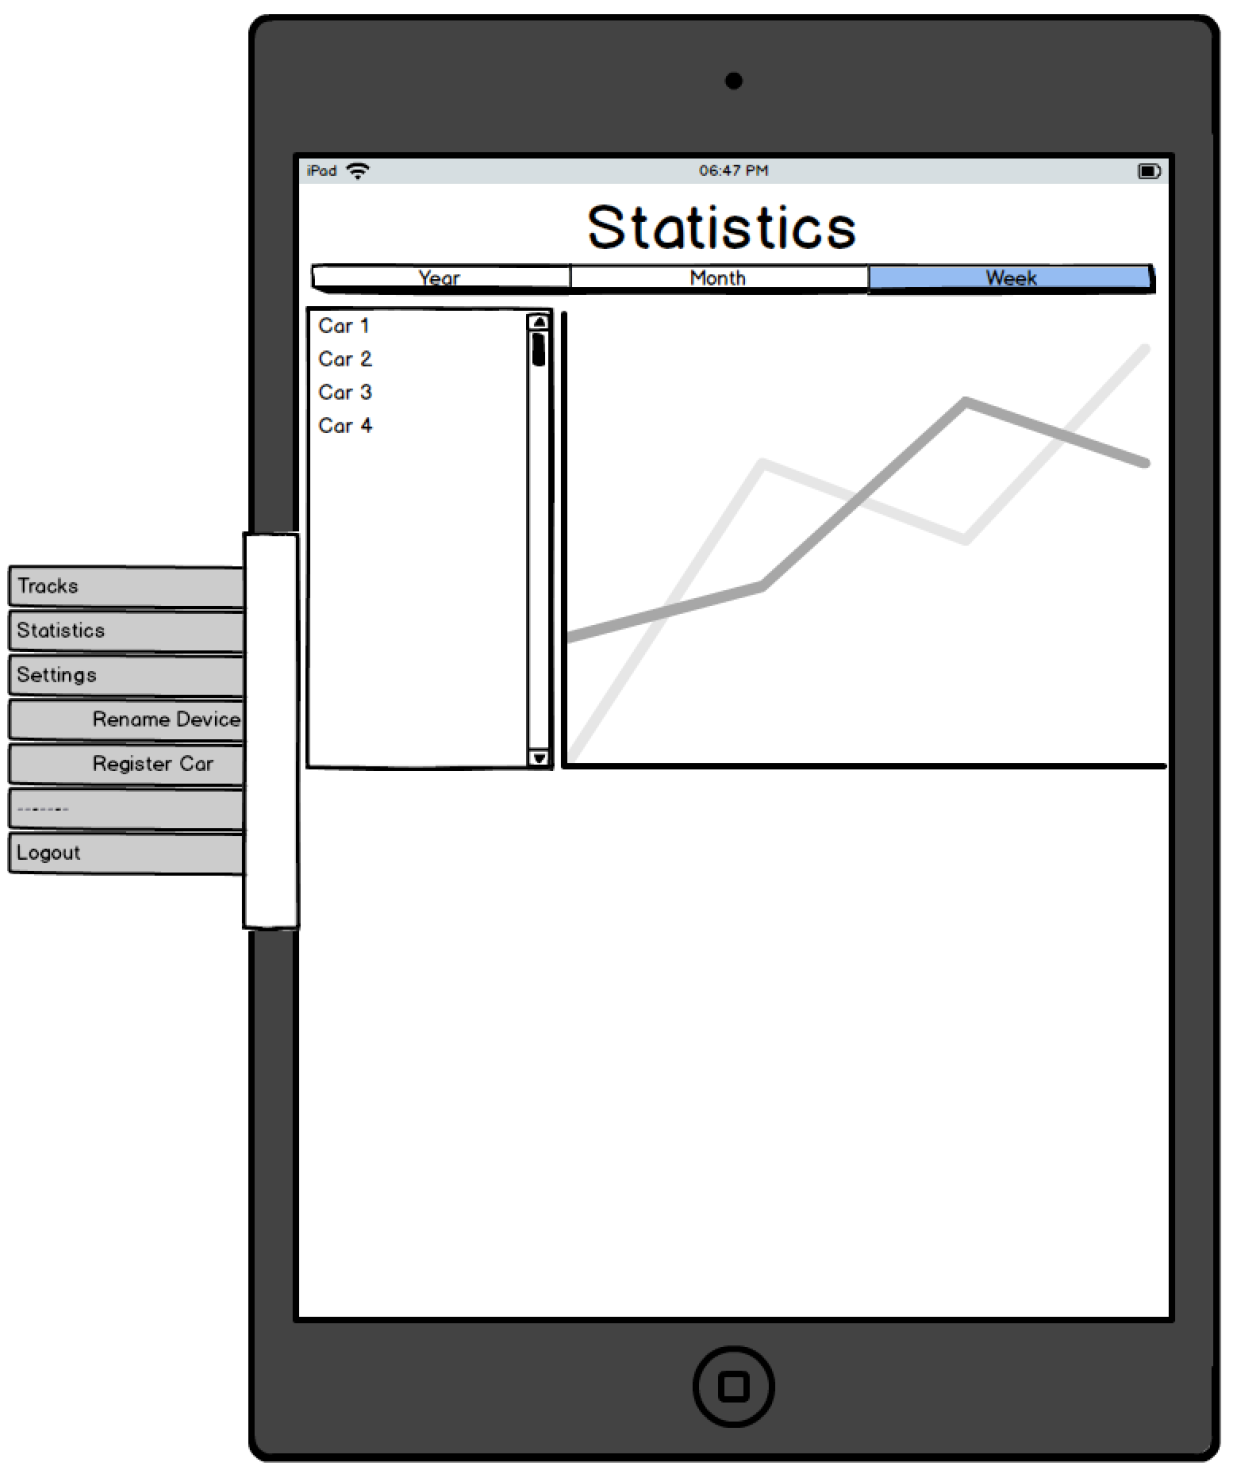 iPad 06:47 PM
Statistics
Year Month Week
Car 1
Car 2
Car 3
Car 4
Tracks
Statistics
Settings
Rename Device
Register Car
-------
Logout